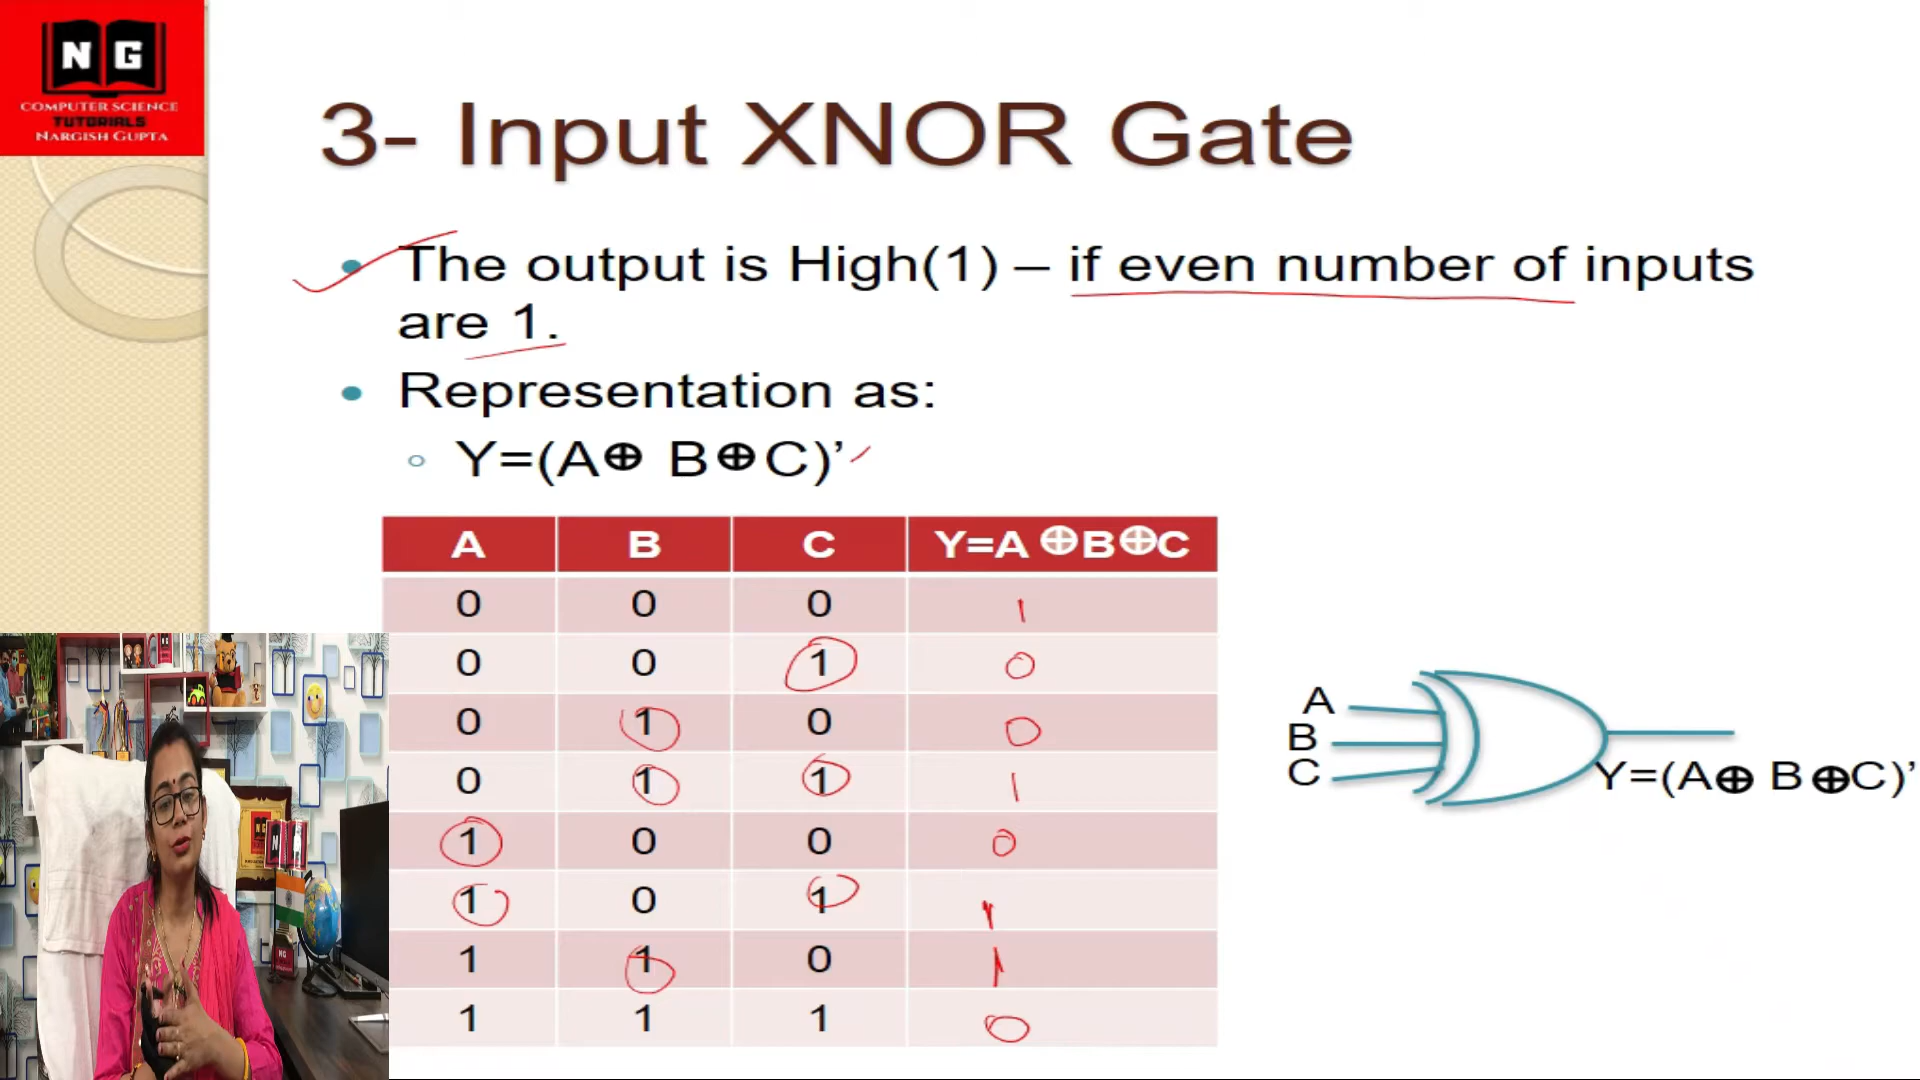 N G
COMPUTER SCIENCE
TUTORIALS
NARGISH GUPTA
3- Input XNOR Gate
• The output is High(1) – if even number of inputs
are 1.
• Representation as:
○ Y=(A⊕ B⊕C)’
A B C Y=A ⊕B⊕C
0 0 0 1
0 0 1 0
0 1 0 0
0 1 1 1
1 0 0 0
1 0 1 1
1 1 0 1
1 1 1 0
A
B
C
Y=(A⊕ B⊕C)’